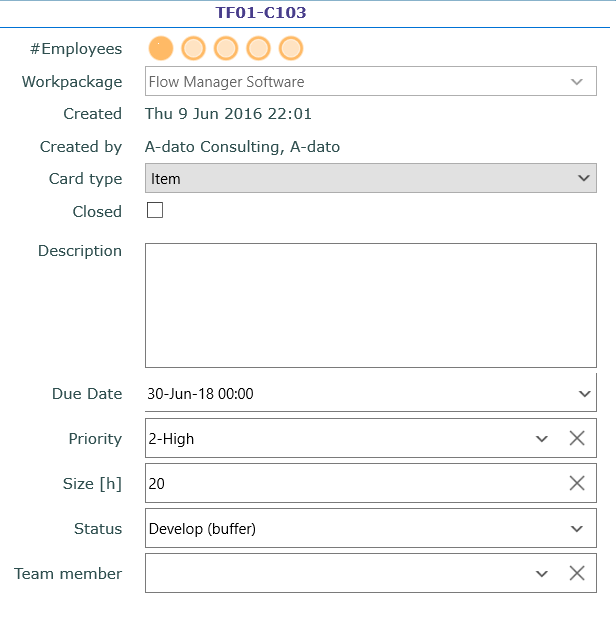 TF01-C103
#Employees
Workpackage Flow Manager Software
Created Thu 9 Jun 2016 22:01
Created by A-dato Consulting, A-dato
Card type Item
Closed
Description
Due Date 30-Jun-18 00:00
Priority 2-High
Size [h] 20
Status Develop (buffer)
Team member